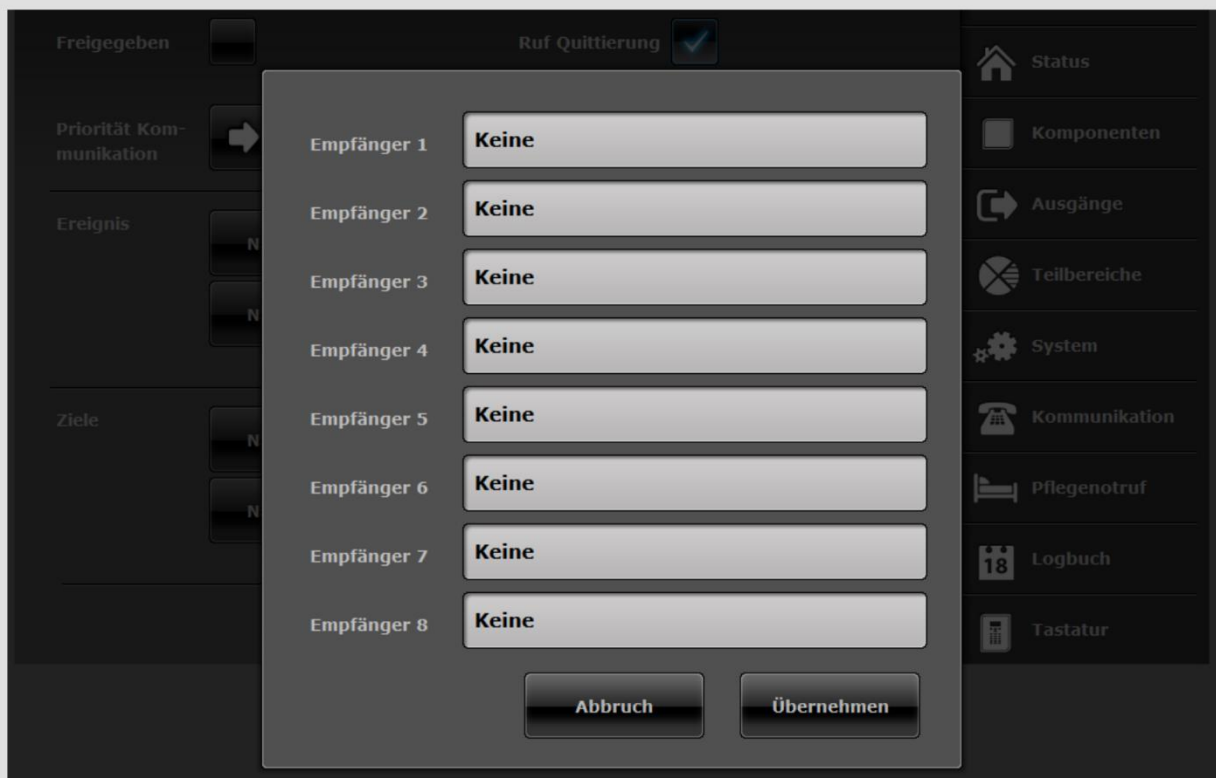 Freigegeben
Ruf Quittierung
Priorität Kom-
munikation
Ereignis
N
N
Ziele
N
N
Empfänger 1 Keine
Empfänger 2 Keine
Empfänger 3 Keine
Empfänger 4 Keine
Empfänger 5 Keine
Empfänger 6 Keine
Empfänger 7 Keine
Empfänger 8 Keine
Abbruch
Übernehmen
Status
Komponenten
Ausgänge
Teilbereiche
System
Kommunikation
Pflegenotruf
18 Logbuch
Tastatur